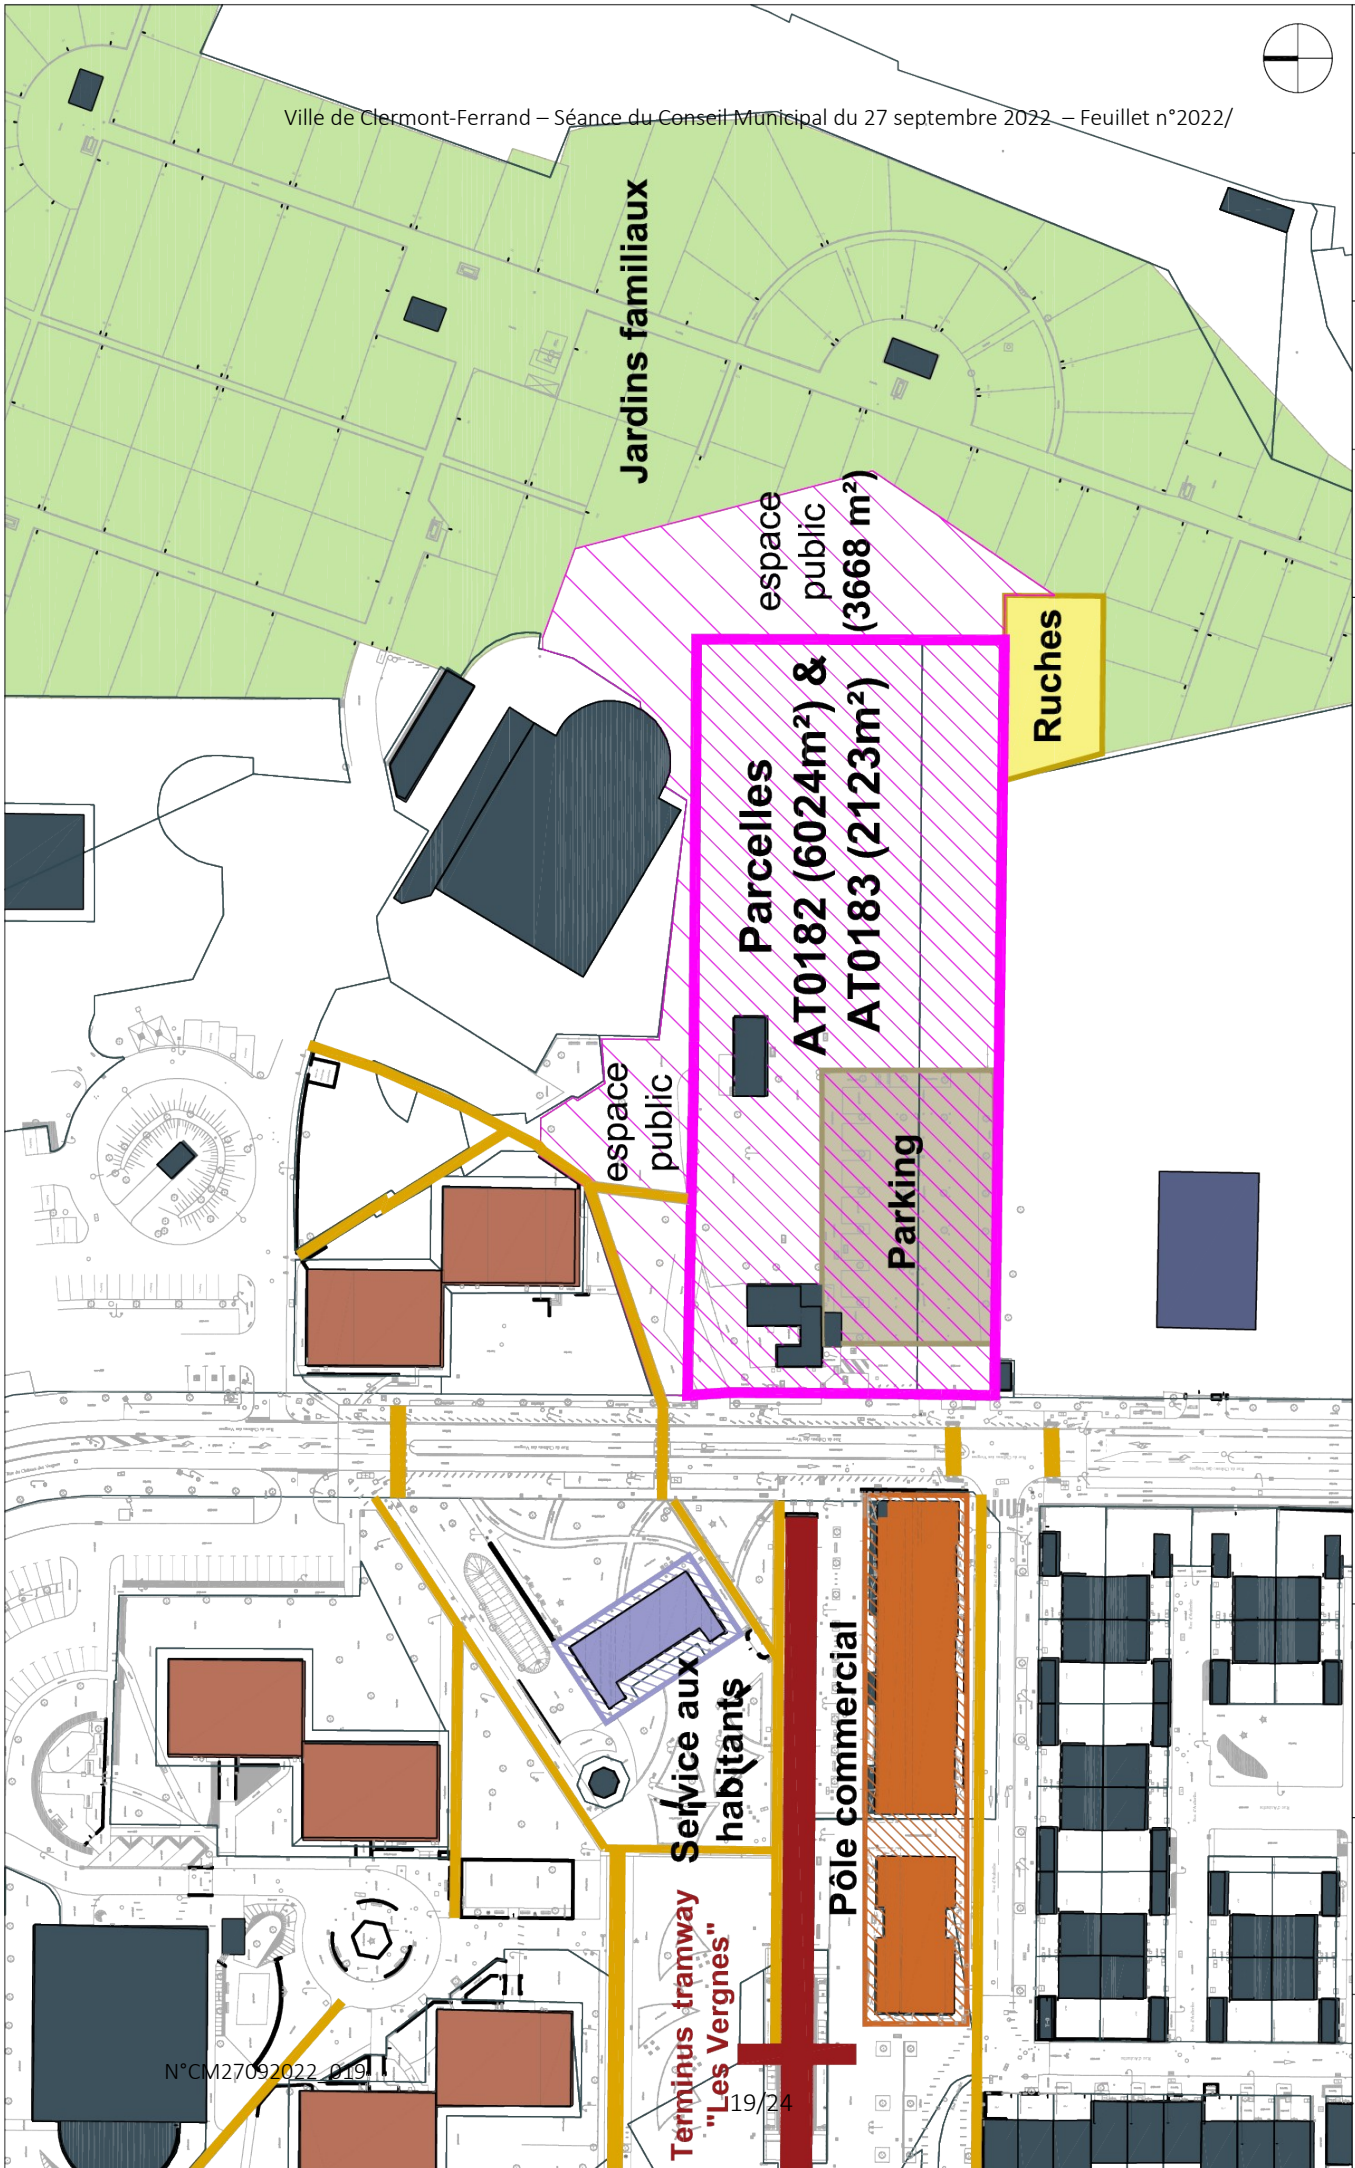 Ville de Clermont-Ferrand – Séance du Conseil Municipal du 27 septembre 2022 – Feuillet n°2022/
Jardins familiaux
espace
public
(3668 m²)
Ruches
Parcelles
AT0182 (6024m²) &
AT0183 (2123m²)
espace
public
Parking
Service aux
habitants
Pôle commercial
Terminus tramway
"Les Vergnes"
N°CM27092022_019
19/24